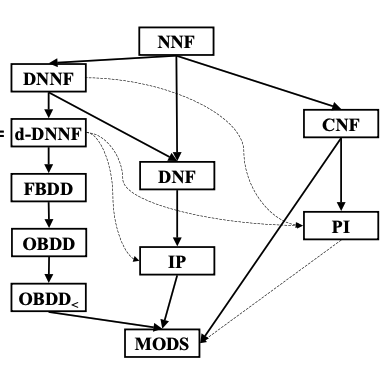 NNF
DNNF
CNF
= d-DNNF
DNF
FBDD
PI
OBDD
IP
OBDD<
MODS